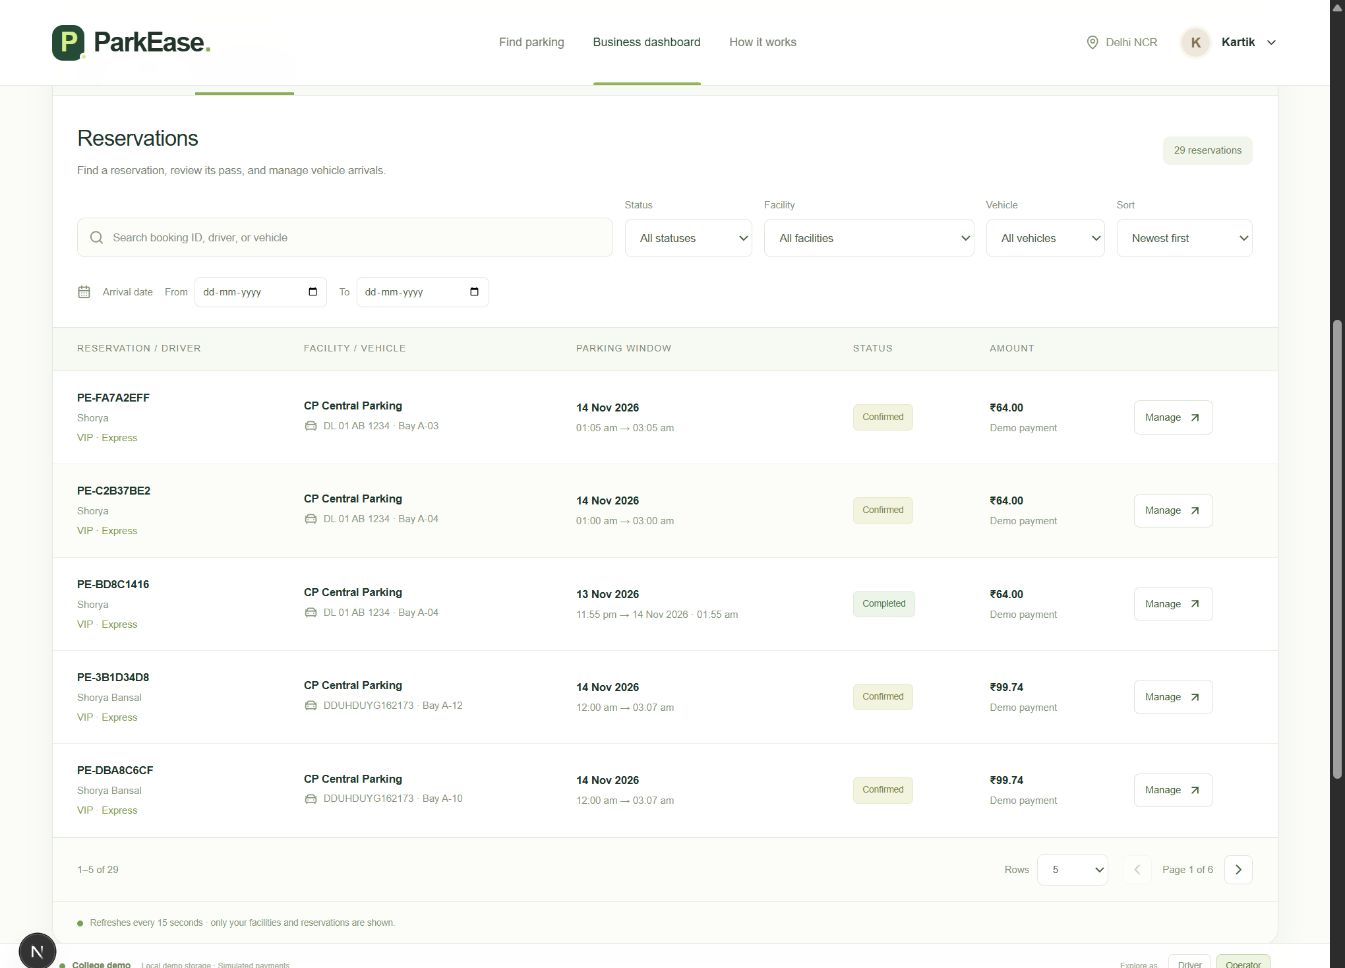 P ParkEase.
Find parking
Business dashboard
How it works
Delhi NCR
K
Kartik
Reservations
Find a reservation, review its pass, and manage vehicle arrivals.
29 reservations
Status
Facility
Vehicle
Sort
Search booking ID, driver, or vehicle
All statuses
All facilities
All vehicles
Newest first
Arrival date From dd-mm-yyyy To dd-mm-yyyy
RESERVATION / DRIVER
FACILITY / VEHICLE
PARKING WINDOW
STATUS
AMOUNT
PE-FA7A2EFF
Shorya
VIP · Express
CP Central Parking
DL 01 AB 1234 · Bay A-03
14 Nov 2026
01:05 am → 03:05 am
Confirmed
₹64.00
Demo payment
Manage
PE-C2B37BE2
Shorya
VIP · Express
CP Central Parking
DL 01 AB 1234 · Bay A-04
14 Nov 2026
01:00 am → 03:00 am
Confirmed
₹64.00
Demo payment
Manage
PE-BD8C1416
Shorya
VIP · Express
CP Central Parking
DL 01 AB 1234 · Bay A-04
13 Nov 2026
11:55 pm → 14 Nov 2026 · 01:55 am
Completed
₹64.00
Demo payment
Manage
PE-3B1D34D8
Shorya Bansal
VIP · Express
CP Central Parking
DDUHDUYG162173 · Bay A-12
14 Nov 2026
12:00 am → 03:07 am
Confirmed
₹99.74
Demo payment
Manage
PE-DBA8C6CF
Shorya Bansal
VIP · Express
CP Central Parking
DDUHDUYG162173 · Bay A-10
14 Nov 2026
12:00 am → 03:07 am
Confirmed
₹99.74
Demo payment
Manage
1–5 of 29
Rows 5
Page 1 of 6
Refreshes every 15 seconds · only your facilities and reservations are shown.
N
College demo Local demo storage · Simulated payments
Explore as Driver Operator